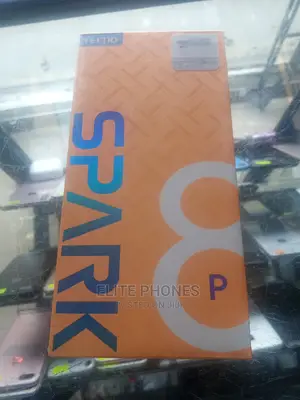 TECNO
SPARK
8
P
ELITE PHONES